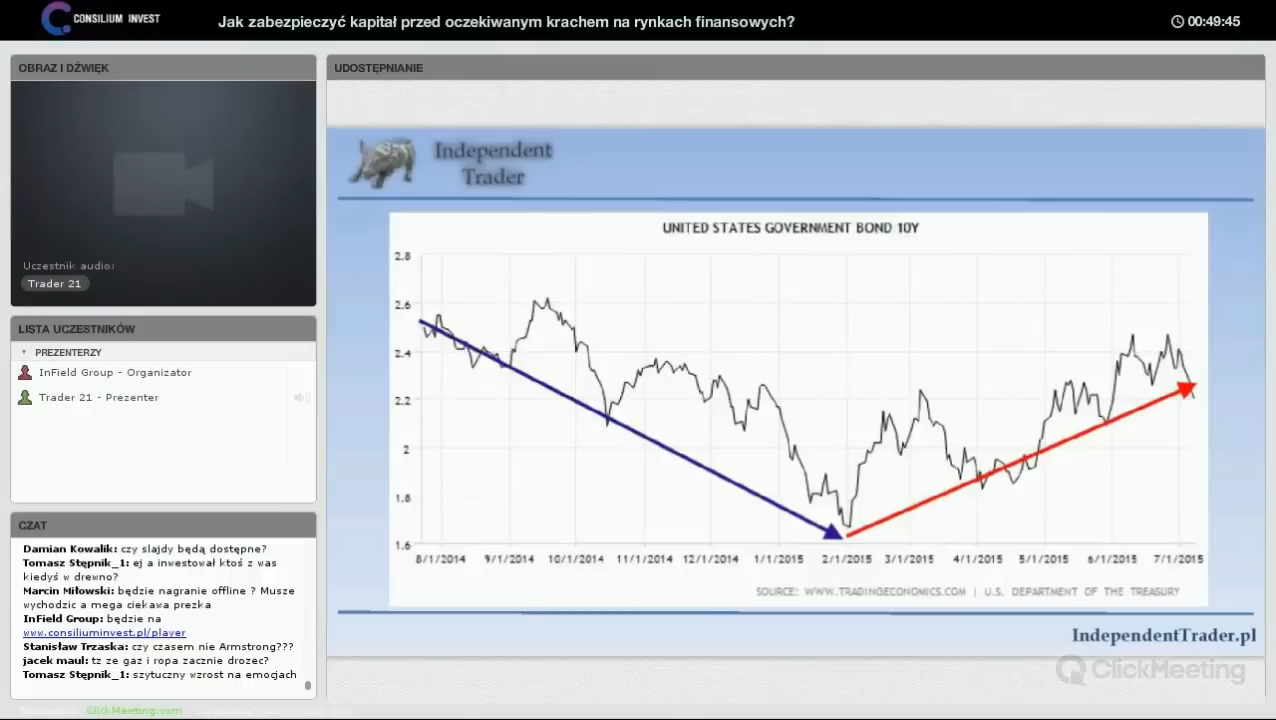 CONSILIUM INVEST
Jak zabezpieczyć kapitał przed oczekiwanym krachem na rynkach finansowych?
00:49:45
OBRAZ I DŹWIĘK
Uczestnik audio:
Trader 21
LISTA UCZESTNIKÓW
PREZENTERZY
InField Group - Organizator
Trader 21 - Prezenter
CZAT
Damian Kowalik: czy slajdy będą dostępne?
Tomasz Stępnik_1: ej a inwestował ktoś z was
kiedyś w drewno?
Marcin Miłowski: będzie nagranie offline ? Musze
wychodzic a mega ciekawa prezka
InField Group: będzie na
www.consiliuminvest.pl/player
Stanisław Trzaska: czy czasem nie Armstrong???
jacek maul: tz ze gaz i ropa zacznie drozec?
Tomasz Stępnik_1: szytuczny wzrost na emocjach
ClickMeeting.com
UDOSTĘPNIANIE
Independent
Trader
UNITED STATES GOVERNMENT BOND 10Y
2.8
2.6
2.4
2.2
2
1.8
1.6
8/1/2014 9/1/2014 10/1/2014 11/1/2014 12/1/2014 1/1/2015 2/1/2015 3/1/2015 4/1/2015 5/1/2015 6/1/2015 7/1/2015
SOURCE: WWW.TRADINGECONOMICS.COM | U.S. DEPARTMENT OF THE TREASURY
IndependentTrader.pl
ClickMeeting